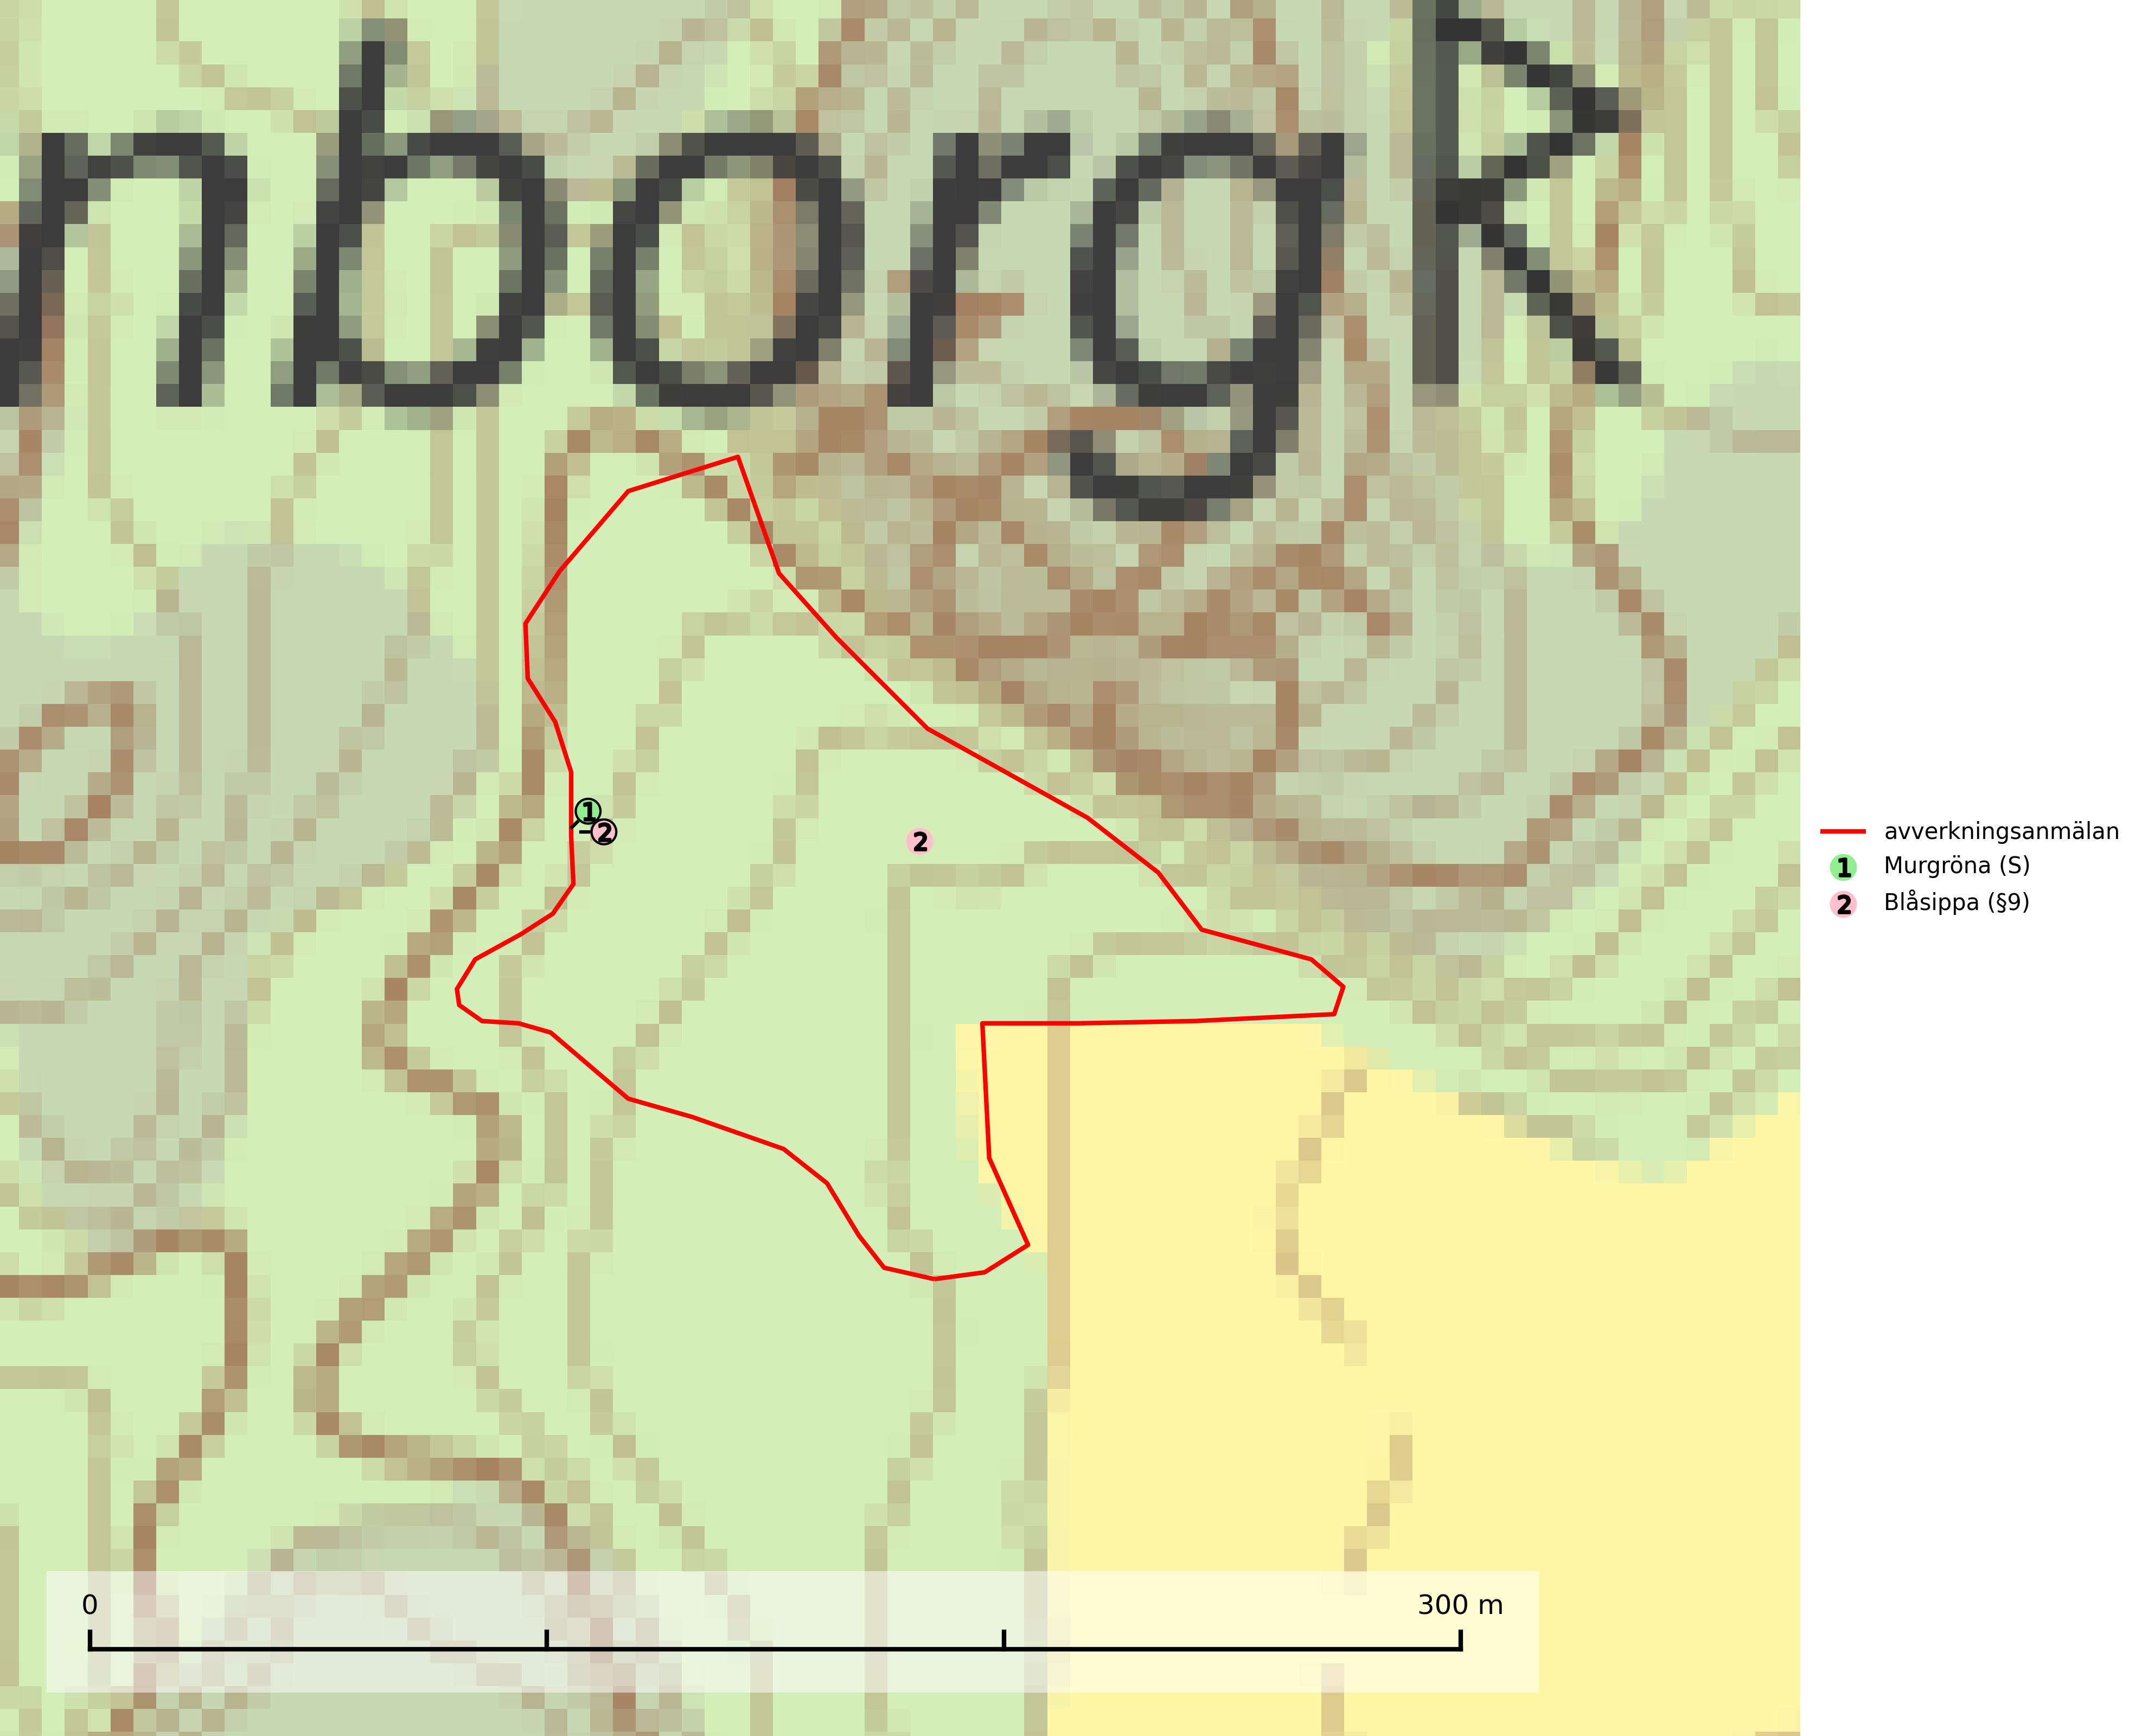 nborg
1
2
2
avverkningsanmälan
1 Murgröna (S)
2 Blåsippa (§9)
0
300 m